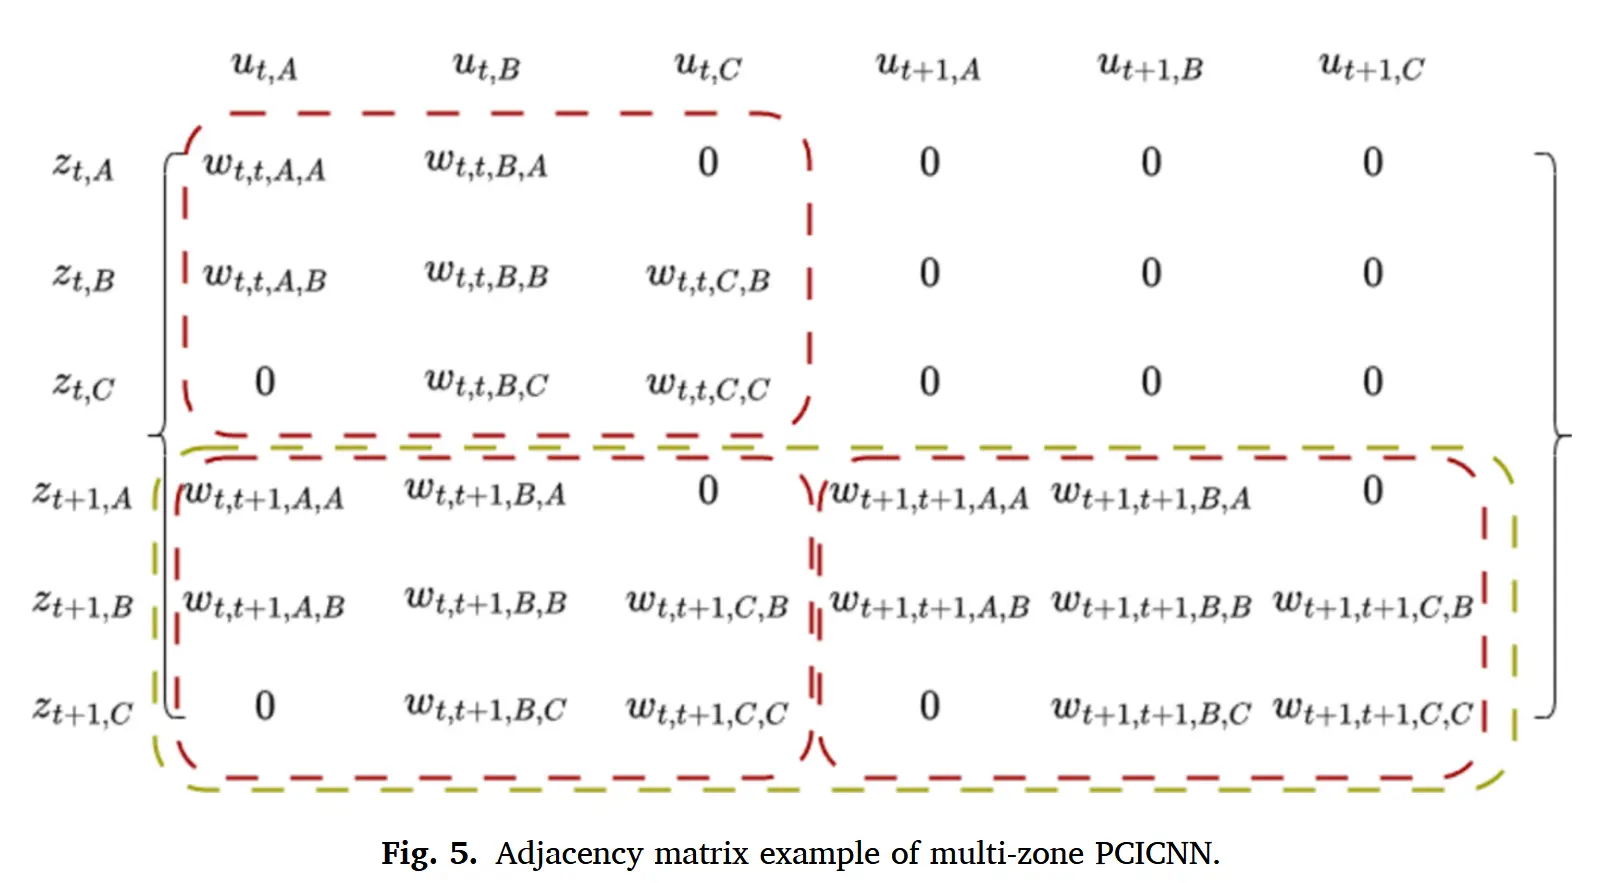 u_{t,A} u_{t,B} u_{t,C} u_{t+1,A} u_{t+1,B} u_{t+1,C}
z_{t,A} w_{t,t,A,A} w_{t,t,B,A} 0 0 0 0
z_{t,B} w_{t,t,A,B} w_{t,t,B,B} w_{t,t,C,B} 0 0 0
z_{t,C} 0 w_{t,t,B,C} w_{t,t,C,C} 0 0 0
z_{t+1,A} w_{t,t+1,A,A} w_{t,t+1,B,A} 0 w_{t+1,t+1,A,A} w_{t+1,t+1,B,A} 0
z_{t+1,B} w_{t,t+1,A,B} w_{t,t+1,B,B} w_{t,t+1,C,B} w_{t+1,t+1,A,B} w_{t+1,t+1,B,B} w_{t+1,t+1,C,B}
z_{t+1,C} 0 w_{t,t+1,B,C} w_{t,t+1,C,C} 0 w_{t+1,t+1,B,C} w_{t+1,t+1,C,C}
Fig. 5. Adjacency matrix example of multi-zone PCICNN.